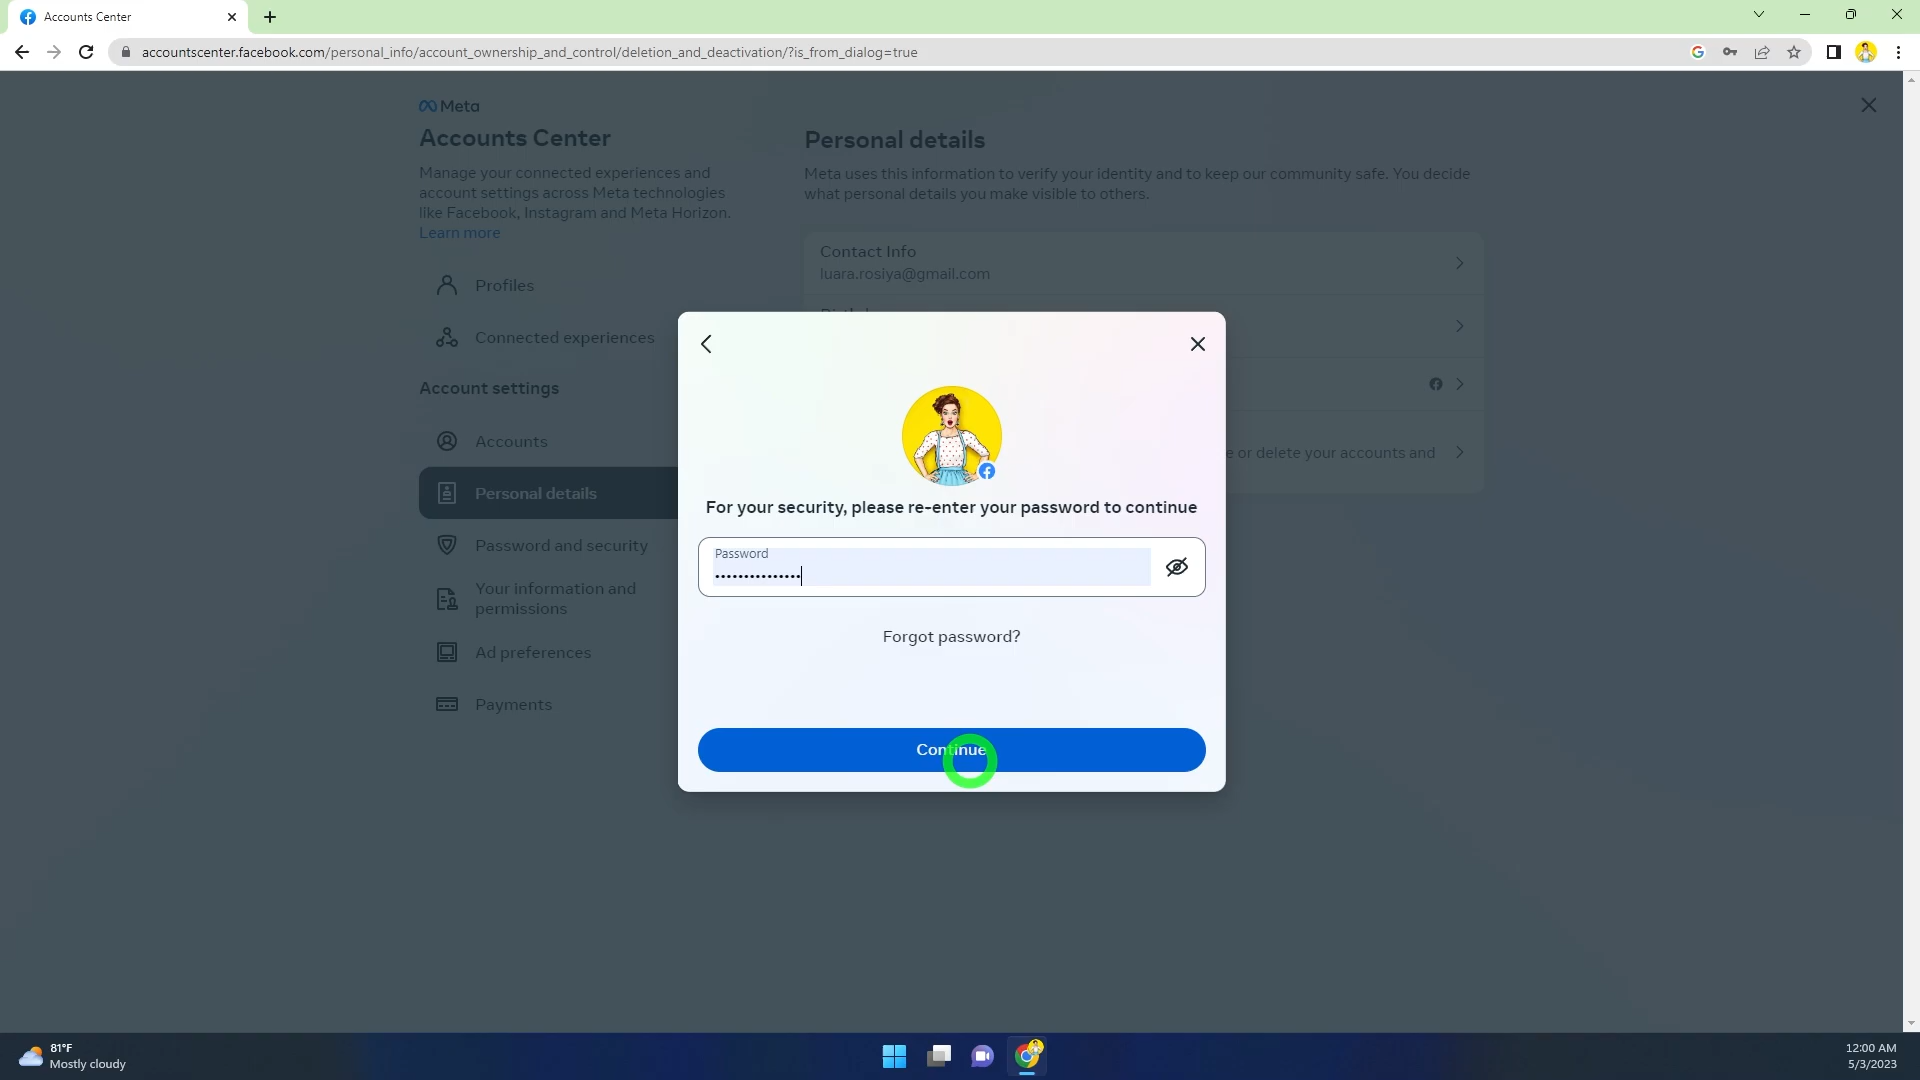 Accounts Center
accountscenter.facebook.com/personal_info/account_ownership_and_control/deletion_and_deactivation/?is_from_dialog=true
Meta
Accounts Center
Manage your connected experiences and
account settings across Meta technologies
like Facebook, Instagram and Meta Horizon.
Learn more
Profiles
Connected experiences
Account settings
Accounts
Personal details
Password and security
Your information and
permissions
Ad preferences
Payments
Personal details
Meta uses this information to verify your identity and to keep our community safe. You decide
what personal details you make visible to others.
Contact Info
luara.rosiya@gmail.com
or delete your accounts and
For your security, please re-enter your password to continue
Password
•••••••••••••••
Forgot password?
Continue
81°F
Mostly cloudy
12:00 AM
5/3/2023